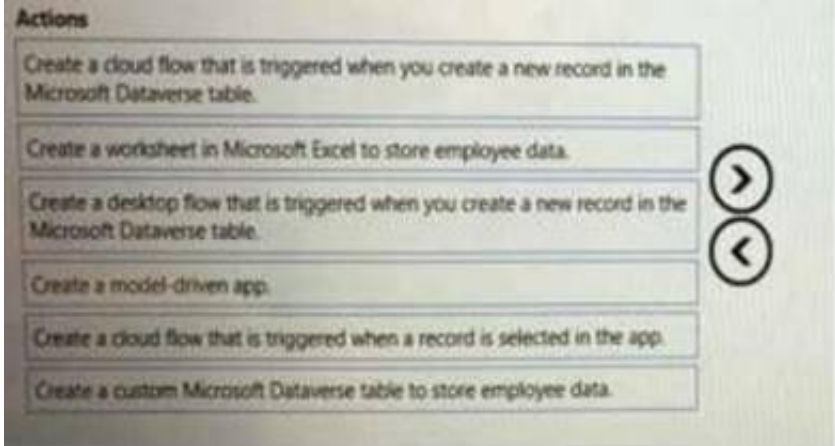 Actions
Create a cloud flow that is triggered when you create a new record in the
Microsoft Dataverse table.
Create a worksheet in Microsoft Excel to store employee data.
Create a desktop flow that is triggered when you create a new record in the
Microsoft Dataverse table.
Create a model-driven app.
Create a cloud flow that is triggered when a record is selected in the app.
Create a custom Microsoft Dataverse table to store employee data.